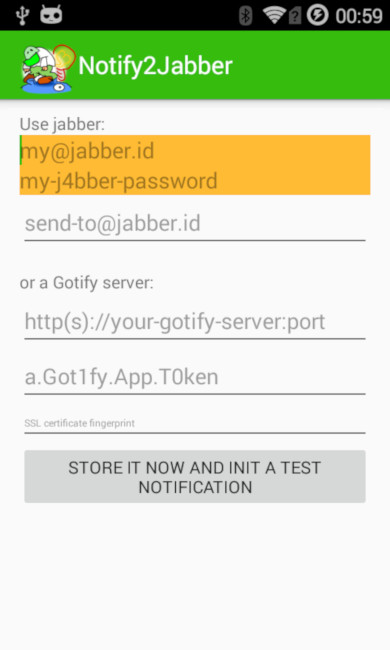 00:59
Notify2Jabber
Use jabber:
my@jabber.id
my-j4bber-password
send-to@jabber.id
or a Gotify server:
http(s)://your-gotify-server:port
a.Got1fy.App.T0ken
SSL certificate fingerprint
STORE IT NOW AND INIT A TEST
NOTIFICATION